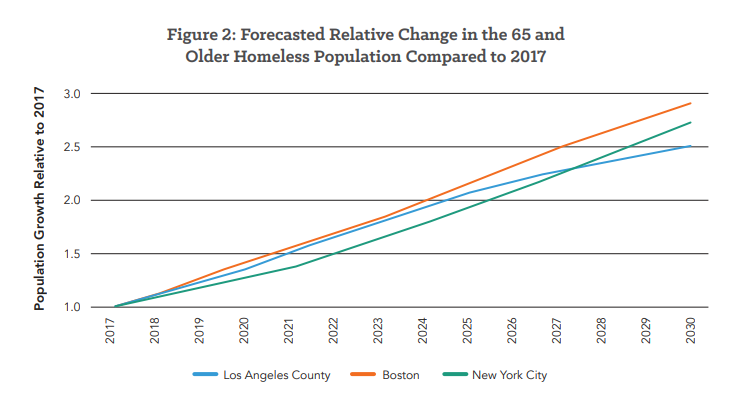 Figure 2: Forecasted Relative Change in the 65 and
Older Homeless Population Compared to 2017
Population Growth Relative to 2017
3.0
2.5
2.0
1.5
1.0
2017 2018 2019 2020 2021 2022 2023 2024 2025 2026 2027 2028 2029 2030
Los Angeles County Boston New York City